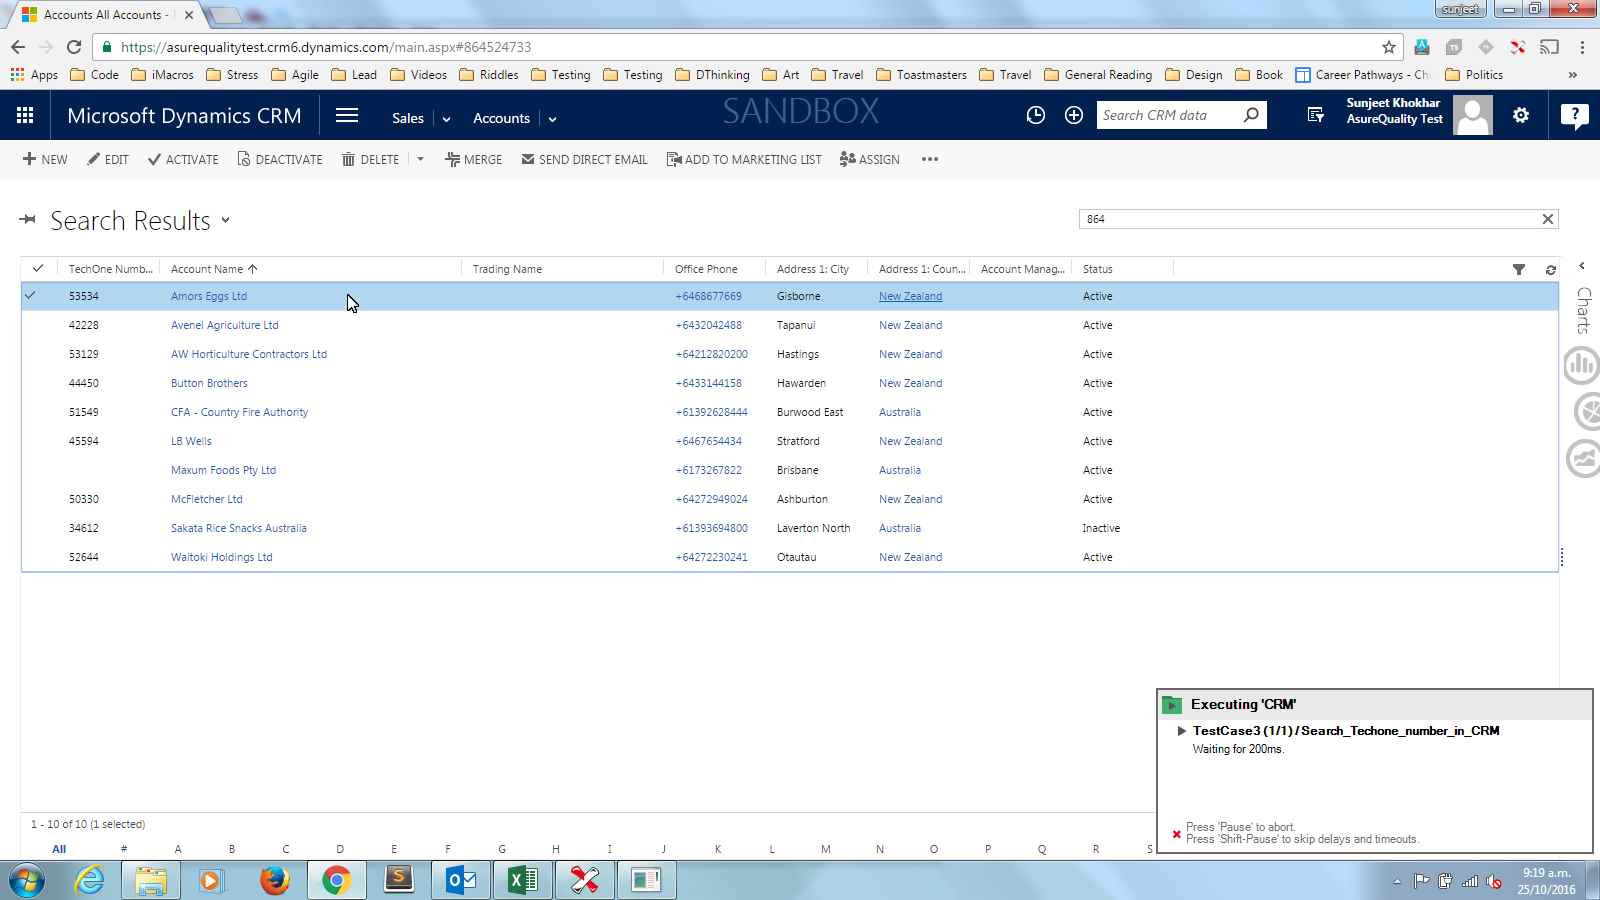 Accounts All Accounts -
sunjeet
https://asurequalitytest.crm6.dynamics.com/main.aspx#864524733
Apps Code iMacros Stress Agile Lead Videos Riddles Testing Testing DThinking Art Travel Toastmasters Travel General Reading Design Book Career Pathways - Ch Politics »
Microsoft Dynamics CRM Sales Accounts SANDBOX Search CRM data Sunjeet Khokhar
AsureQuality Test
NEW EDIT ACTIVATE DEACTIVATE DELETE MERGE SEND DIRECT EMAIL ADD TO MARKETING LIST ASSIGN
Search Results 864
TechOne Numb... Account Name Trading Name Office Phone Address 1: City Address 1: Coun... Account Manag... Status
53534 Amors Eggs Ltd +6468677669 Gisborne New Zealand Active
42228 Avenel Agriculture Ltd +6432042488 Tapanui New Zealand Active
53129 AW Horticulture Contractors Ltd +64212820200 Hastings New Zealand Active
44450 Button Brothers +6433144158 Hawarden New Zealand Active
51549 CFA - Country Fire Authority +61392628444 Burwood East Australia Active
45594 LB Wells +6467654434 Stratford New Zealand Active
Maxum Foods Pty Ltd +6173267822 Brisbane Australia Active
50330 McFletcher Ltd +64272949024 Ashburton New Zealand Active
34612 Sakata Rice Snacks Australia +61393694800 Laverton North Australia Inactive
52644 Waitoki Holdings Ltd +64272230241 Otautau New Zealand Active
Charts
Executing 'CRM'
TestCase3 (1/1) / Search_Techone_number_in_CRM
Waiting for 200ms.
Press 'Pause' to abort.
Press 'Shift-Pause' to skip delays and timeouts.
1 - 10 of 10 (1 selected)
All # A B C D E F G H I J K L M N O P Q R S
9:19 a.m.
25/10/2016